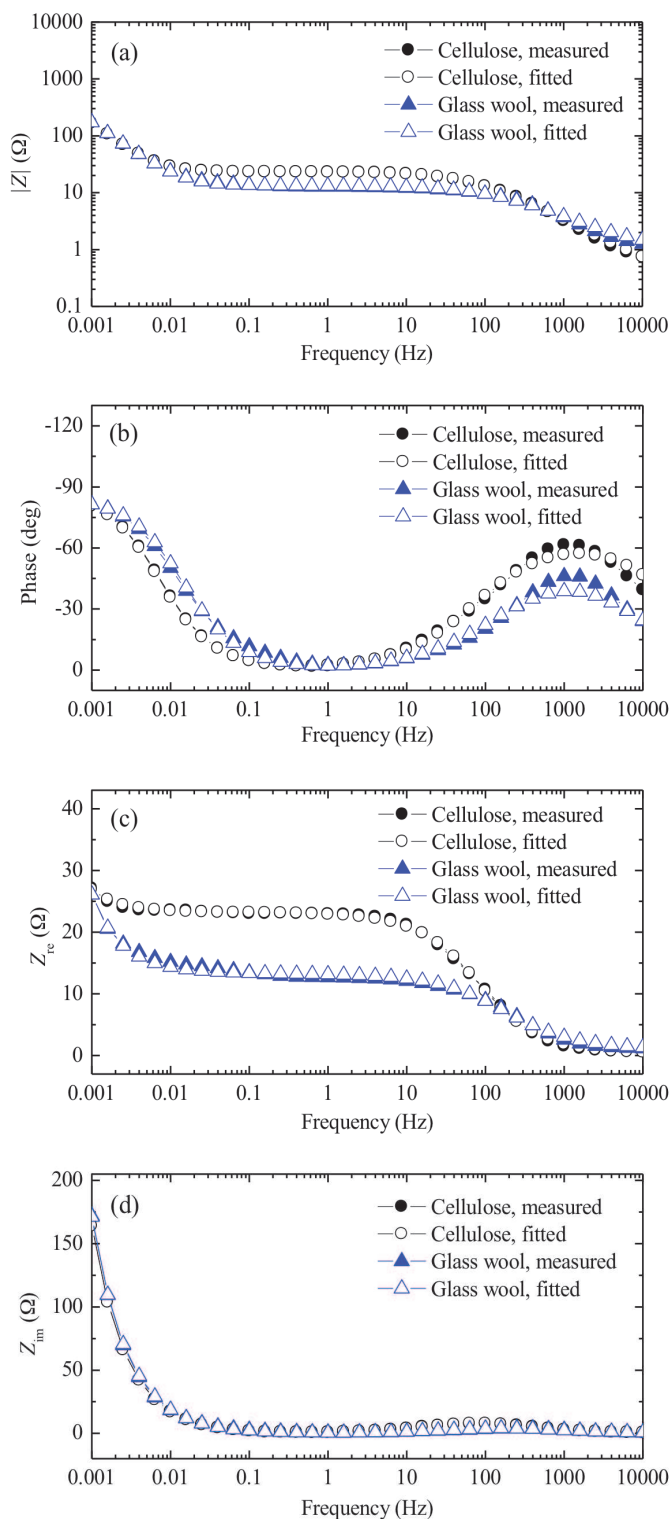 (a)
Cellulose, measured
Cellulose, fitted
Glass wool, measured
Glass wool, fitted
10000
1000
100
10
1
0.1
|Z| (Ω)
0.001 0.01 0.1 1 10 100 1000 10000
Frequency (Hz)
(b)
Cellulose, measured
Cellulose, fitted
Glass wool, measured
Glass wool, fitted
-120
-90
-60
-30
0
Phase (deg)
0.001 0.01 0.1 1 10 100 1000 10000
Frequency (Hz)
(c)
Cellulose, measured
Cellulose, fitted
Glass wool, measured
Glass wool, fitted
40
30
20
10
0
Zre (Ω)
0.001 0.01 0.1 1 10 100 1000 10000
Frequency (Hz)
(d)
Cellulose, measured
Cellulose, fitted
Glass wool, measured
Glass wool, fitted
200
150
100
50
0
Zim (Ω)
0.001 0.01 0.1 1 10 100 1000 10000
Frequency (Hz)